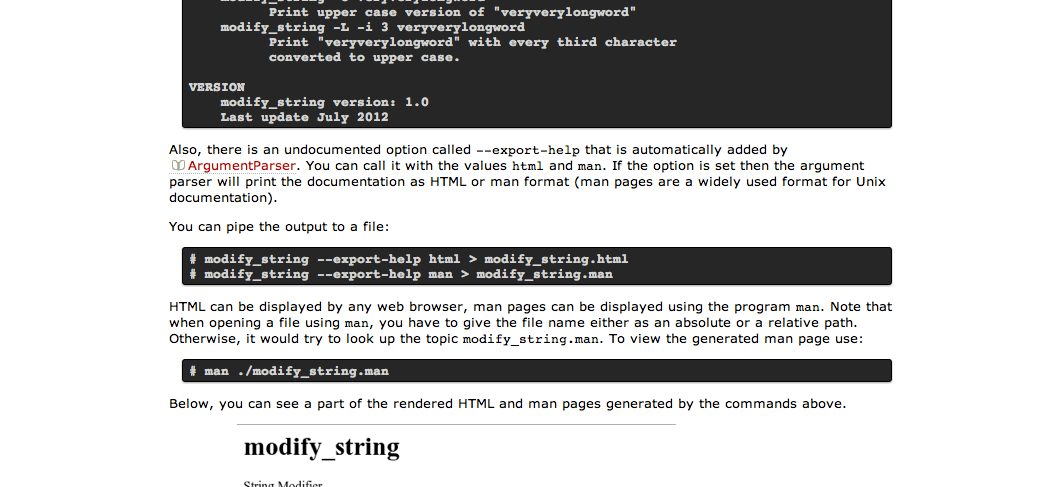 Print upper case version of "veryverylongword"
modify_string -L -i 3 veryverylongword
Print "veryverylongword" with every third character
converted to upper case.
VERSION
modify_string version: 1.0
Last update July 2012
Also, there is an undocumented option called --export-help that is automatically added by
ArgumentParser. You can call it with the values html and man. If the option is set then the argument
parser will print the documentation as HTML or man format (man pages are a widely used format for Unix
documentation).
You can pipe the output to a file:
# modify_string --export-help html > modify_string.html
# modify_string --export-help man > modify_string.man
HTML can be displayed by any web browser, man pages can be displayed using the program man. Note that
when opening a file using man, you have to give the file name either as an absolute or a relative path.
Otherwise, it would try to look up the topic modify_string.man. To view the generated man page use:
# man ./modify_string.man
Below, you can see a part of the rendered HTML and man pages generated by the commands above.
modify_string
String Modifier